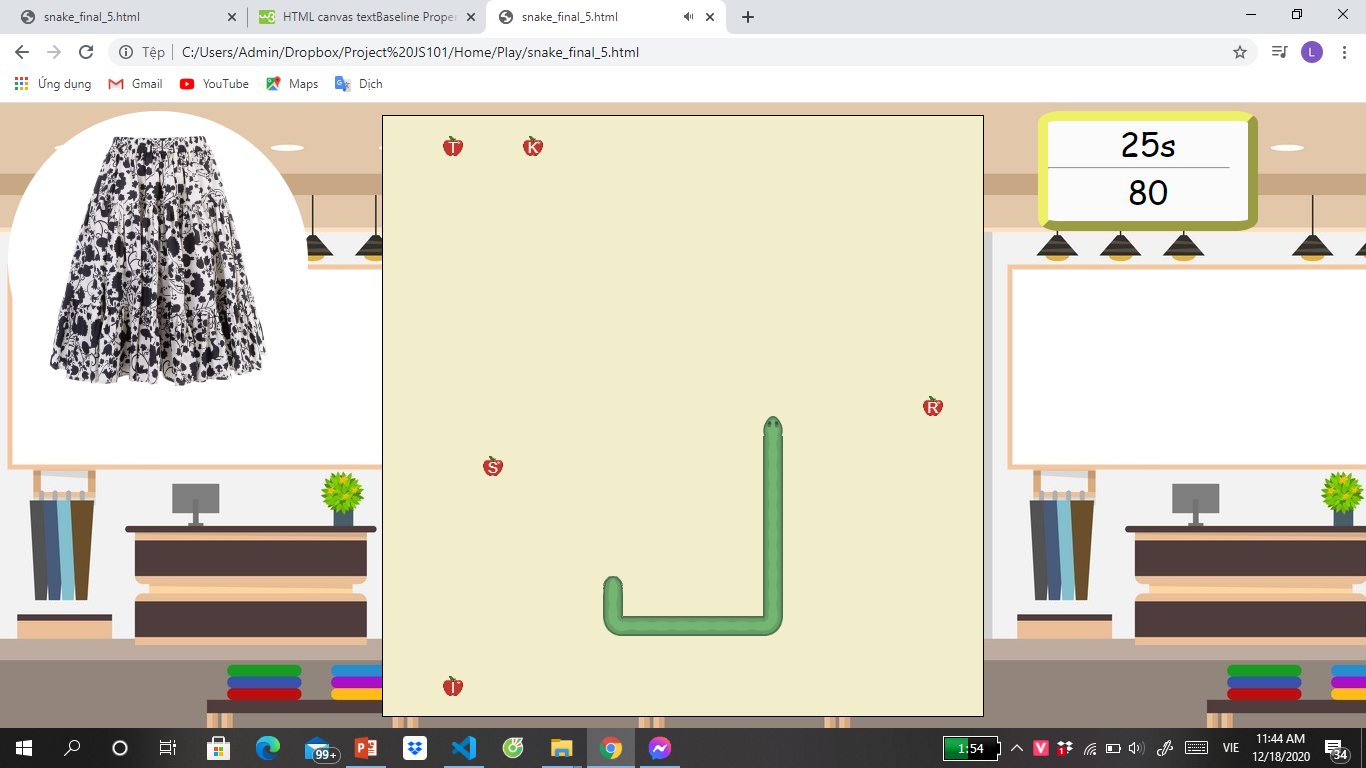 snake_final_5.html
HTML canvas textBaseline Proper
snake_final_5.html
Tệp
C:/Users/Admin/Dropbox/Project%20JS101/Home/Play/snake_final_5.html
L
Ứng dụng
Gmail
YouTube
Maps
Dịch
T
K
25s
80
R
S
I
99+
1:54
V
1
VIE
11:44 AM
12/18/2020
34